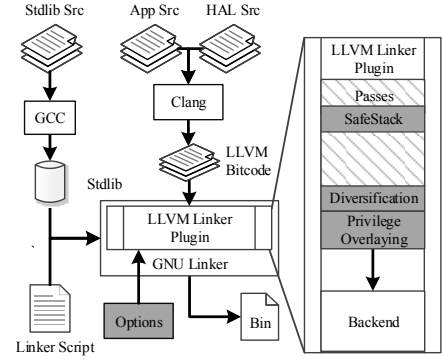 Stdlib Src
App Src
HAL Src
LLVM Linker
Plugin
Passes
SafeStack
GCC
Clang
LLVM
Bitcode
Stdlib
LLVM Linker
Plugin
GNU Linker
Diversification
Privilege
Overlaying
Options
Bin
Backend
Linker Script